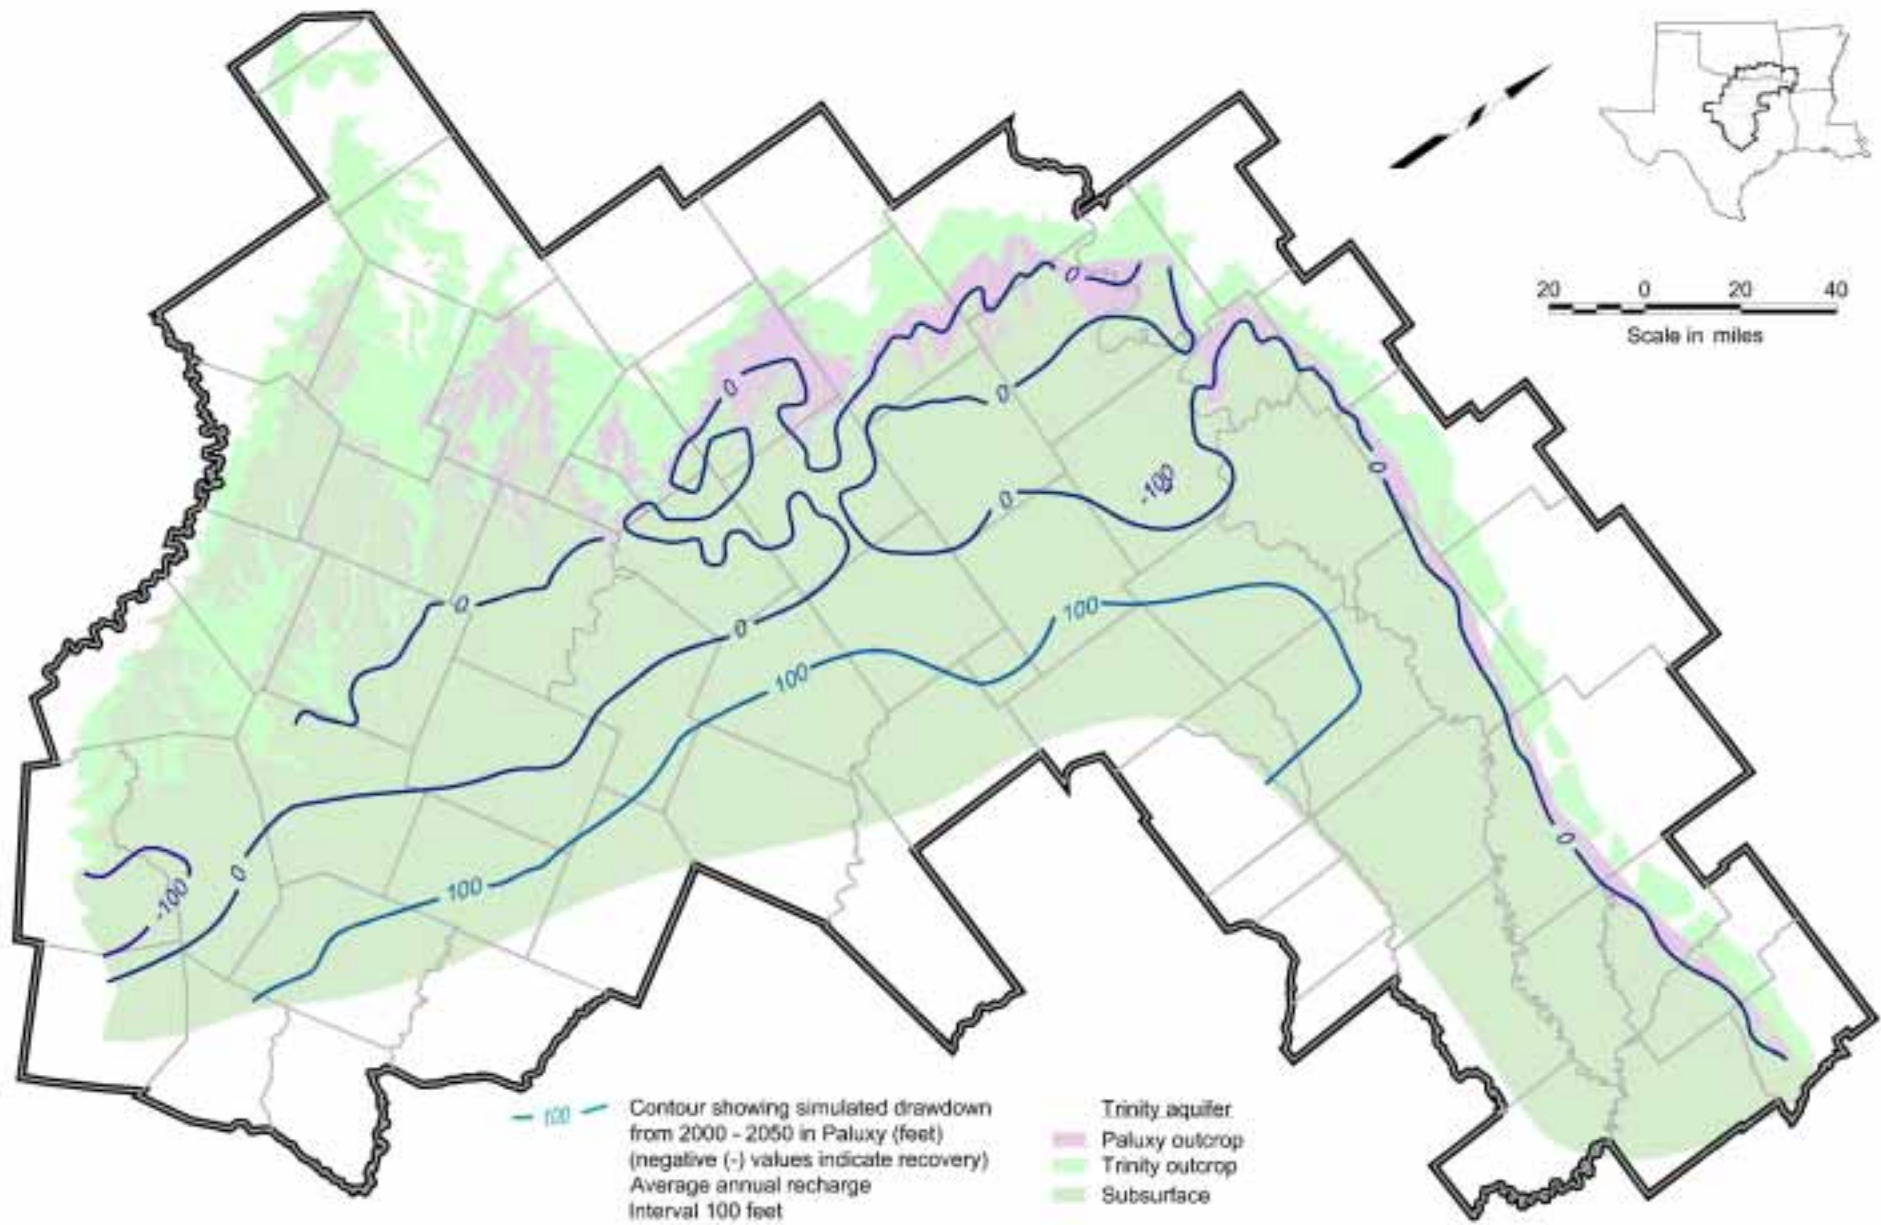 20 0 20 40
Scale in miles
0
0
0
-100
0
0
0
100
0
0
100
0
0
-100
100
100
Contour showing simulated drawdown
from 2000 - 2050 in Paluxy (feet)
(negative (-) values indicate recovery)
Average annual recharge
Interval 100 feet
Trinity aquifer
Paluxy outcrop
Trinity outcrop
Subsurface